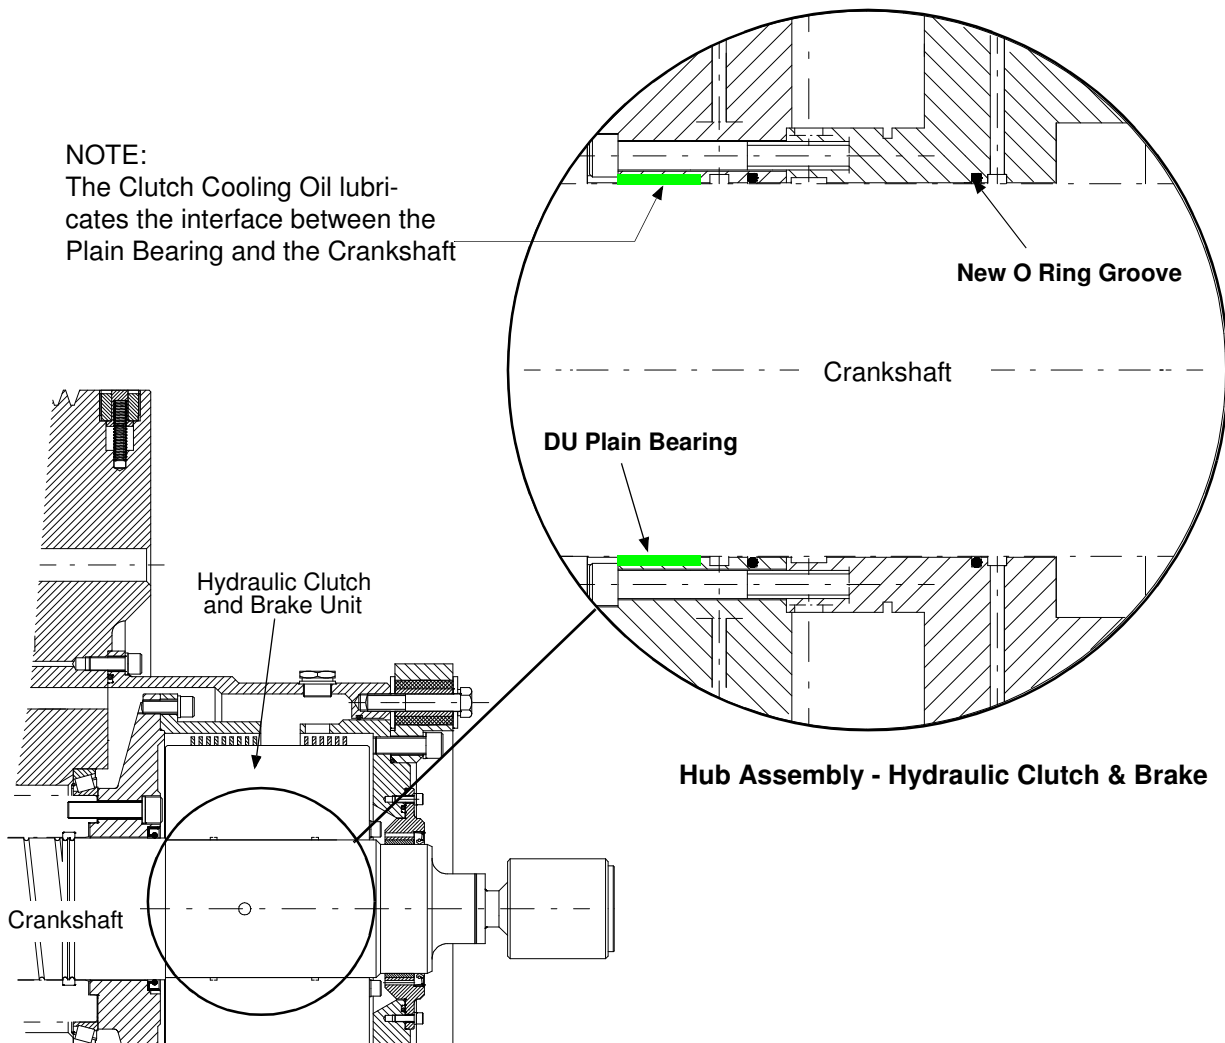 NOTE:
The Clutch Cooling Oil lubri-
cates the interface between the
Plain Bearing and the Crankshaft
New O Ring Groove
Crankshaft
DU Plain Bearing
Hydraulic Clutch
and Brake Unit
Hub Assembly - Hydraulic Clutch & Brake
Crankshaft